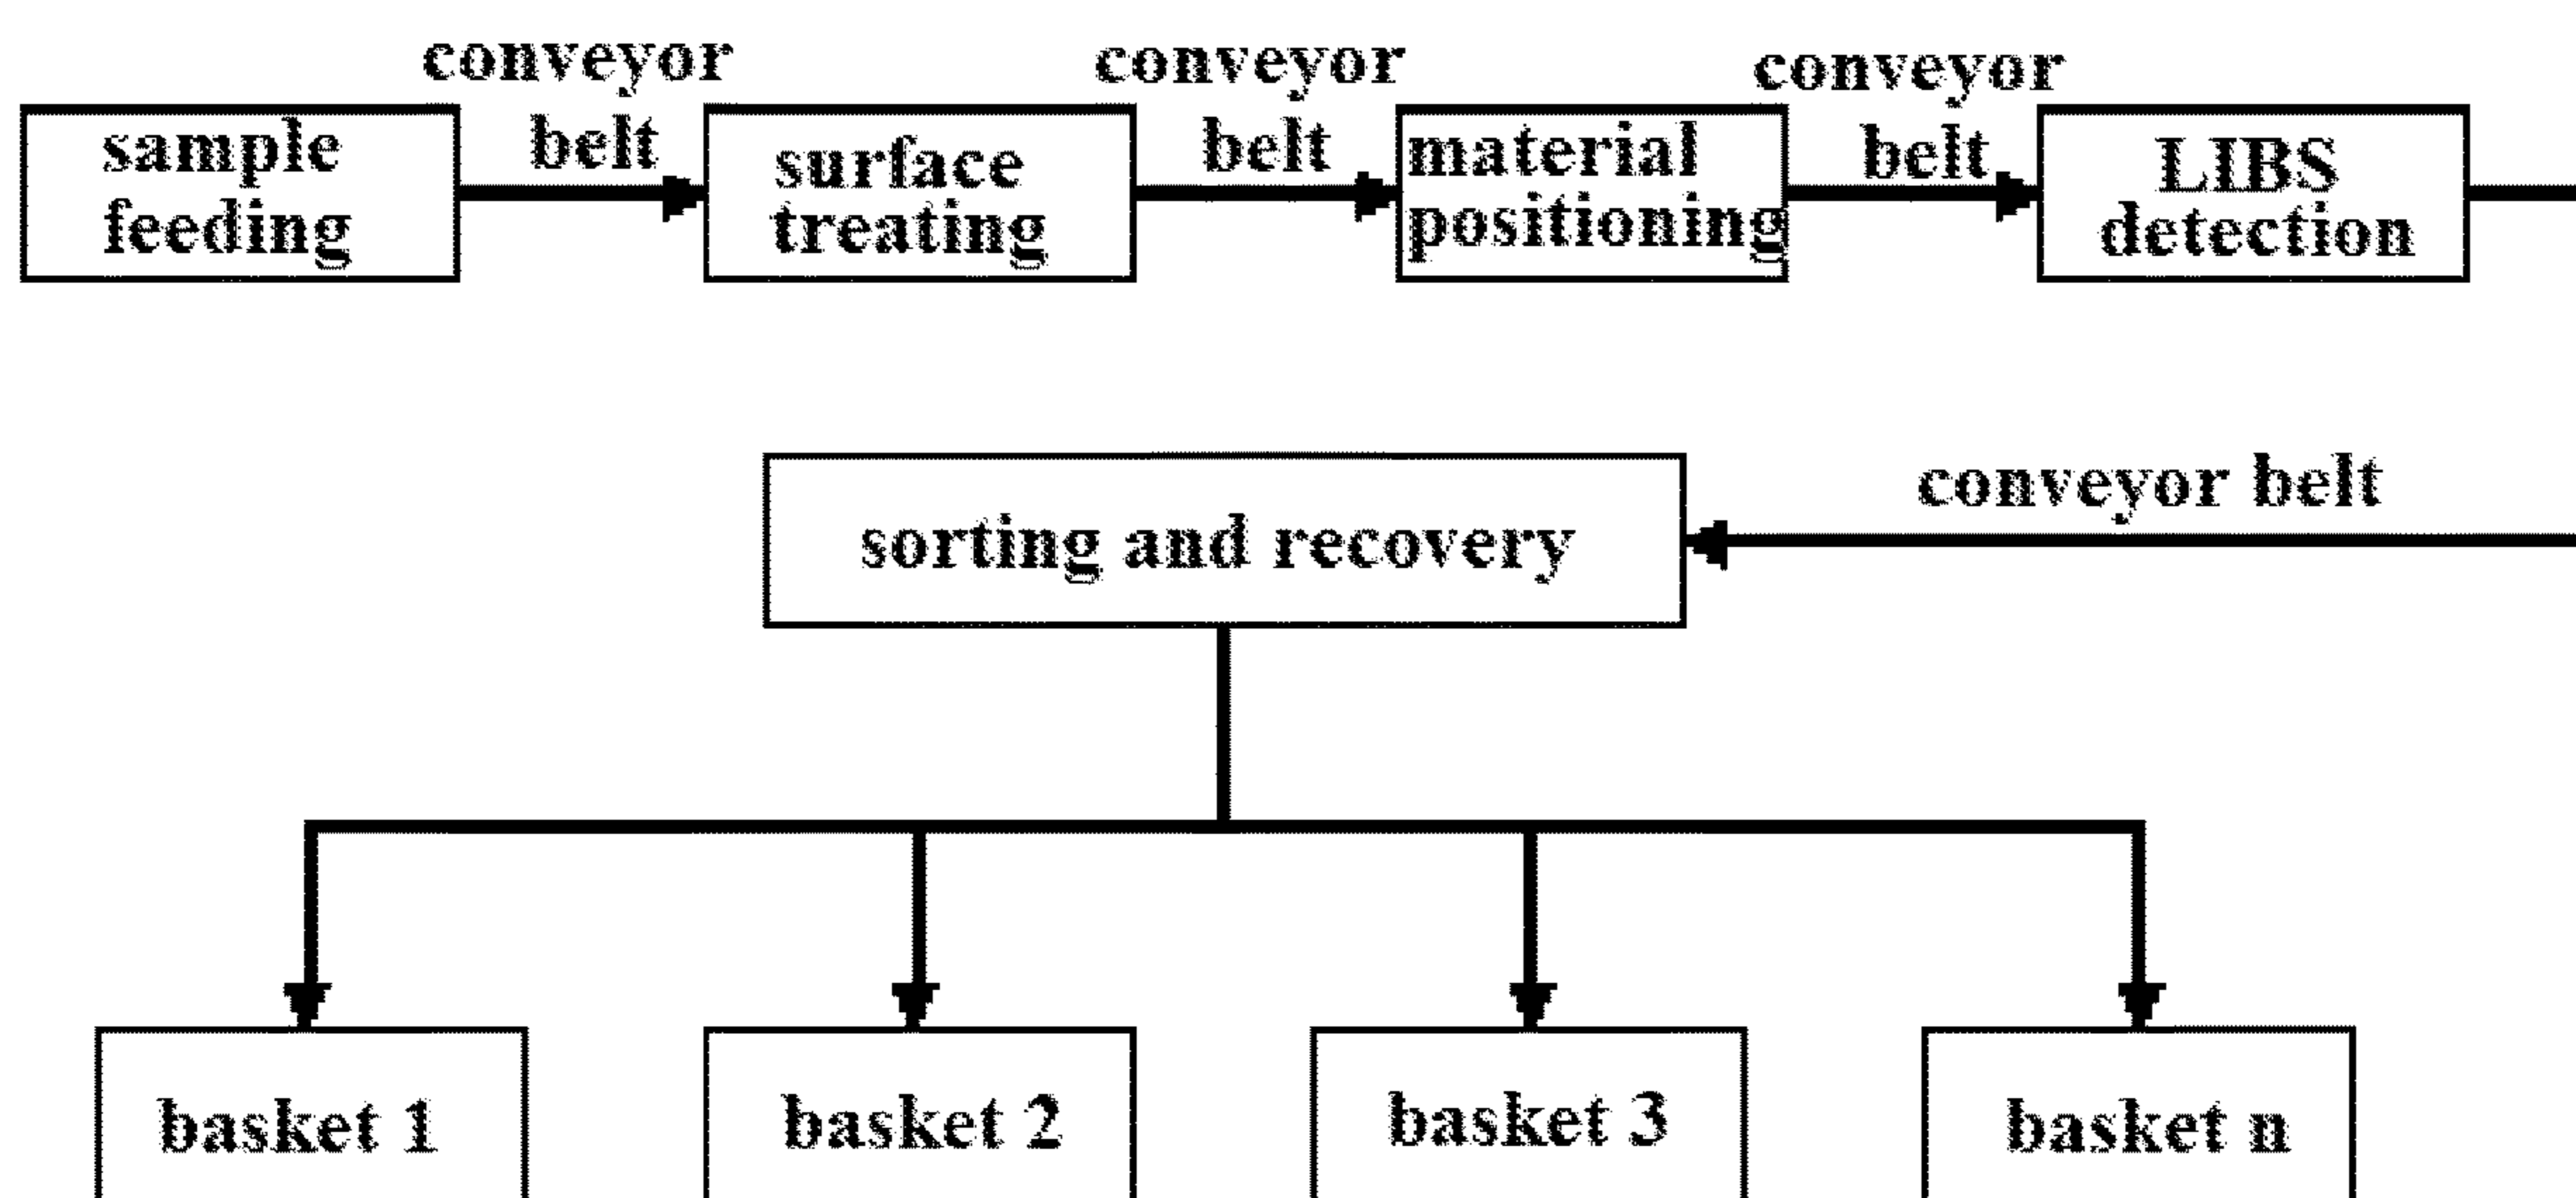 conveyor
belt
conveyor
belt
conveyor
belt
sample
feeding
surface
treating
material
positioning
LIBS
detection
conveyor belt
sorting and recovery
basket 1
basket 2
basket 3
basket n